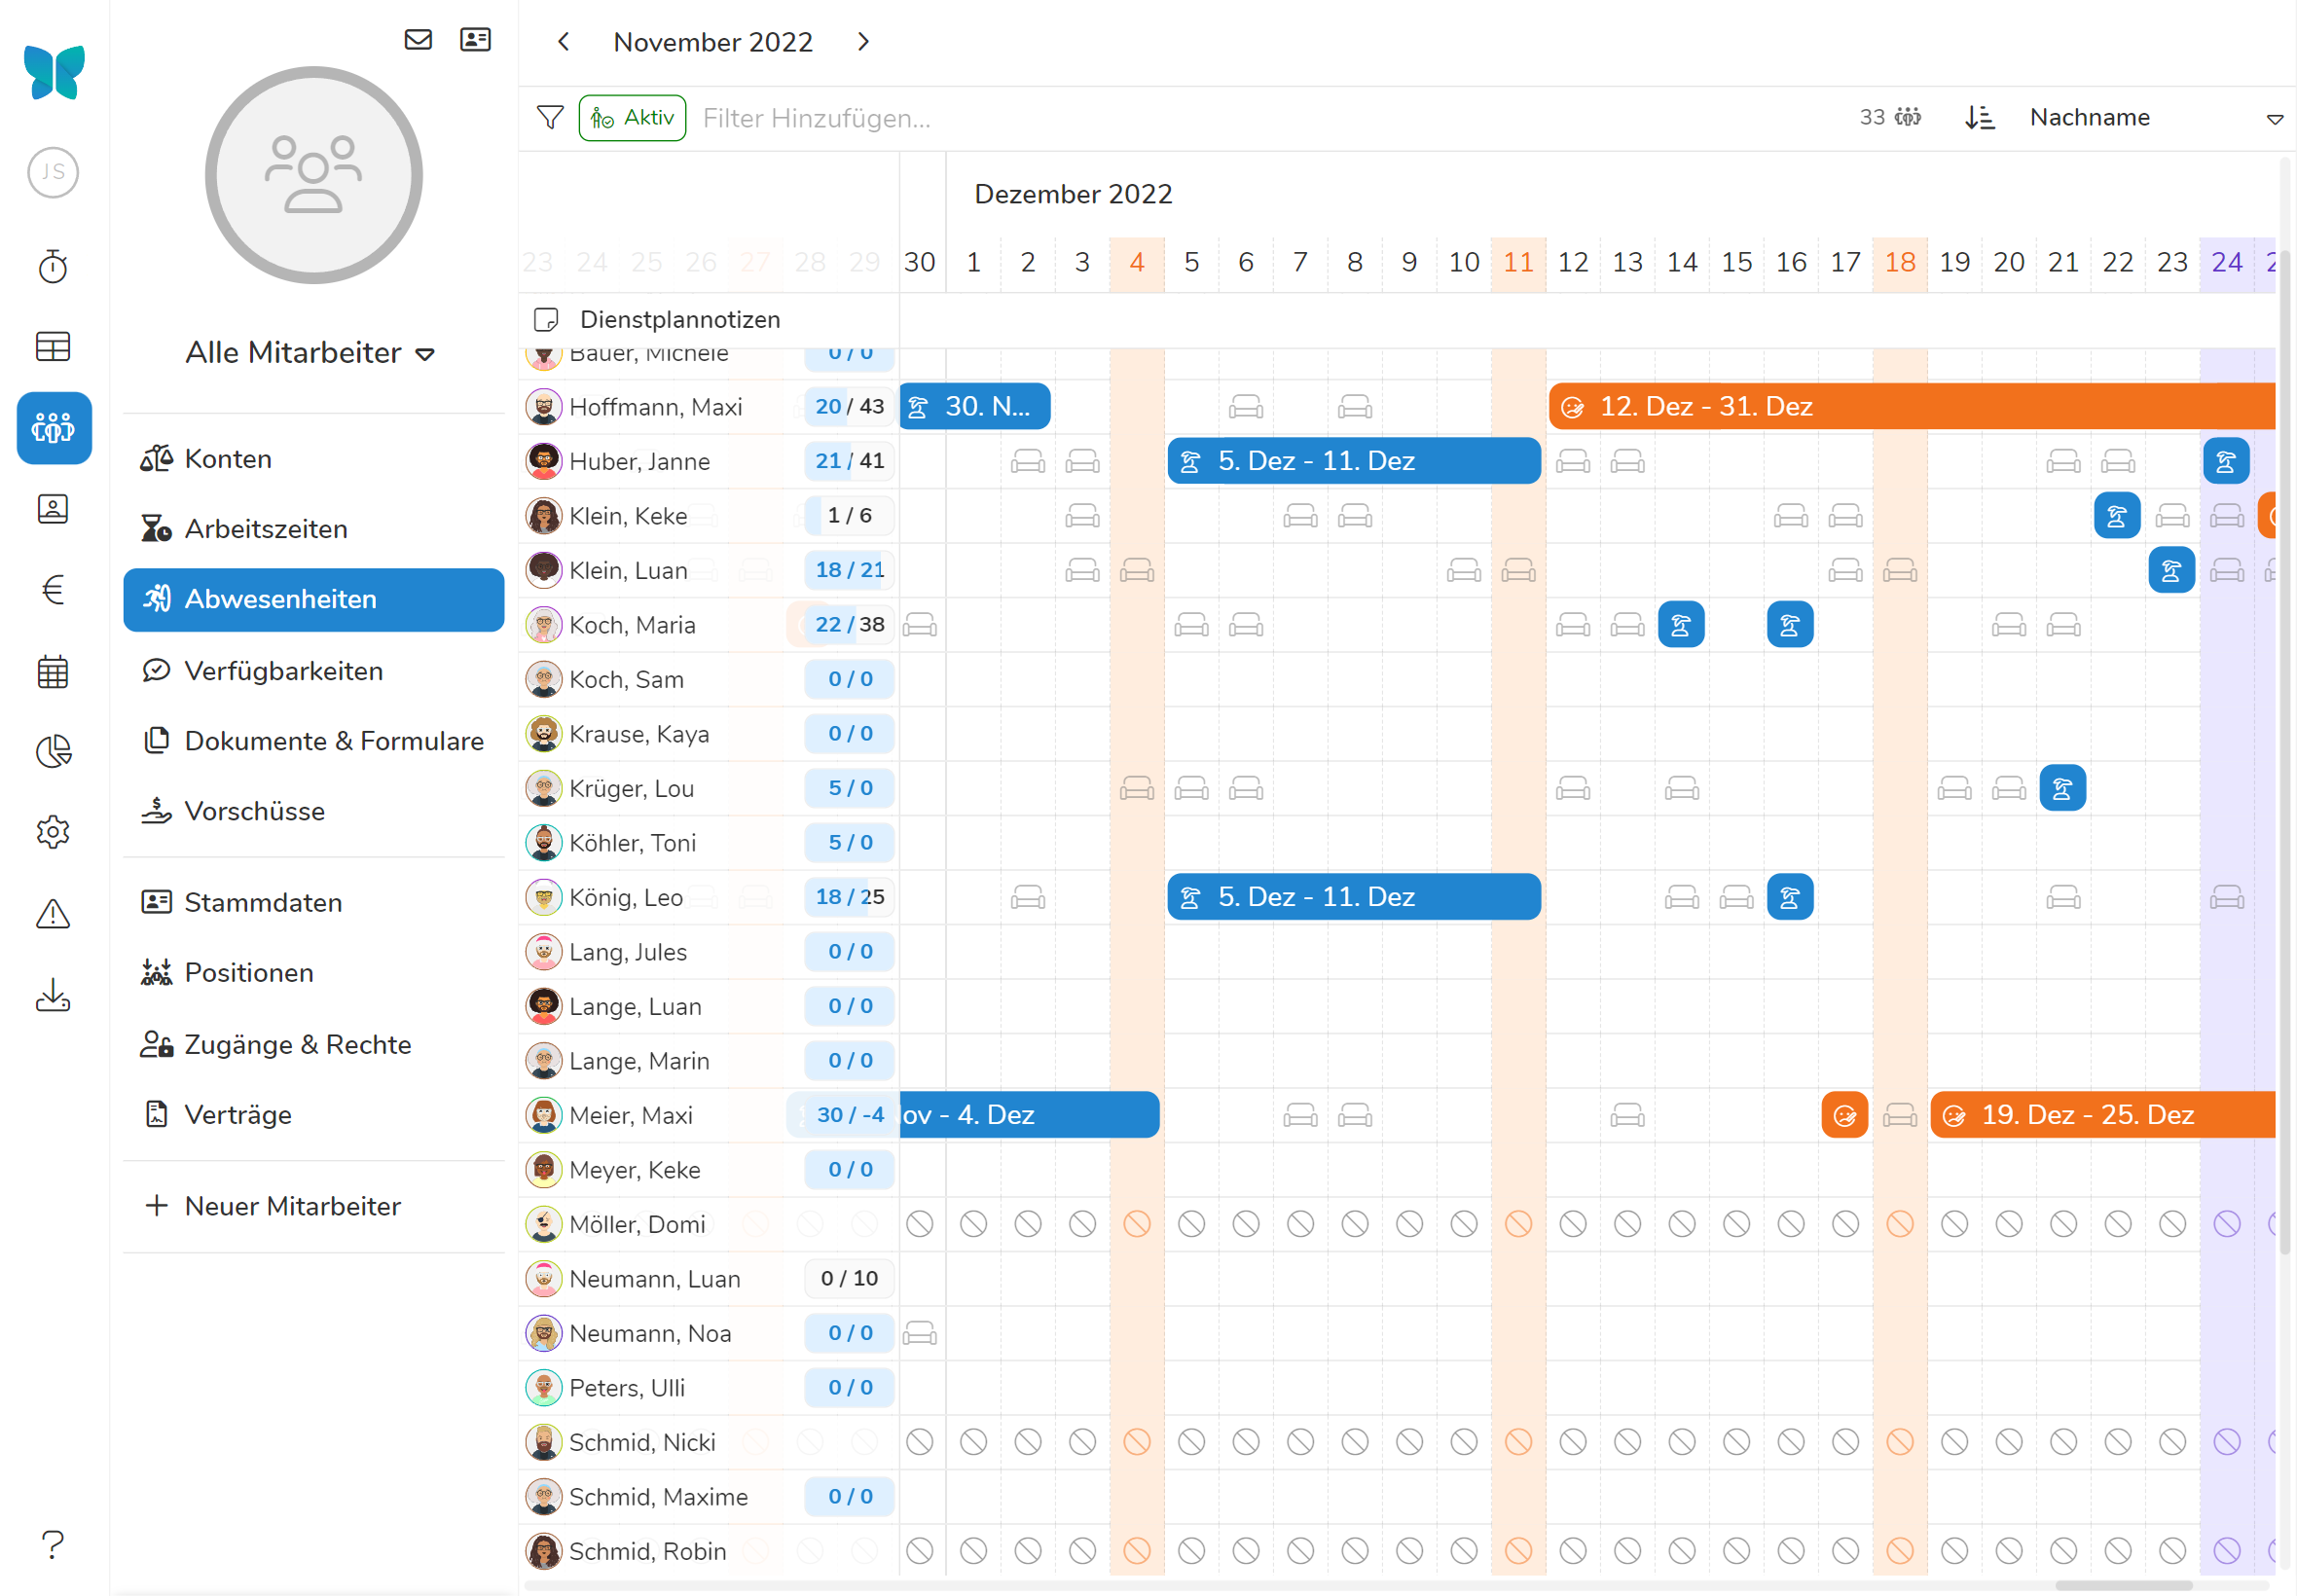 November 2022
JS
Aktiv
Filter Hinzufügen...
33
Nachname
Alle Mitarbeiter
Konten
Arbeitszeiten
Abwesenheiten
Verfügbarkeiten
Dokumente & Formulare
Vorschüsse
Stammdaten
Positionen
Zugänge & Rechte
Verträge
Neuer Mitarbeiter
Dezember 2022
23 24 25 26 27 28 29 30 1 2 3 4 5 6 7 8 9 10 11 12 13 14 15 16 17 18 19 20 21 22 23 24
Dienstplannotizen
Bauer, Michele 0 / 0
Hoffmann, Maxi 20 / 43 30. N... 12. Dez - 31. Dez
Huber, Janne 21 / 41 5. Dez - 11. Dez
Klein, Keke 1 / 6
Klein, Luan 18 / 21
Koch, Maria 22 / 38
Koch, Sam 0 / 0
Krause, Kaya 0 / 0
Krüger, Lou 5 / 0
Köhler, Toni 5 / 0
König, Leo 18 / 25 5. Dez - 11. Dez
Lang, Jules 0 / 0
Lange, Luan 0 / 0
Lange, Marin 0 / 0
Meier, Maxi 30 / -4 ov - 4. Dez 19. Dez - 25. Dez
Meyer, Keke 0 / 0
Möller, Domi
Neumann, Luan 0 / 10
Neumann, Noa 0 / 0
Peters, Ulli 0 / 0
Schmid, Nicki
Schmid, Maxime 0 / 0
Schmid, Robin